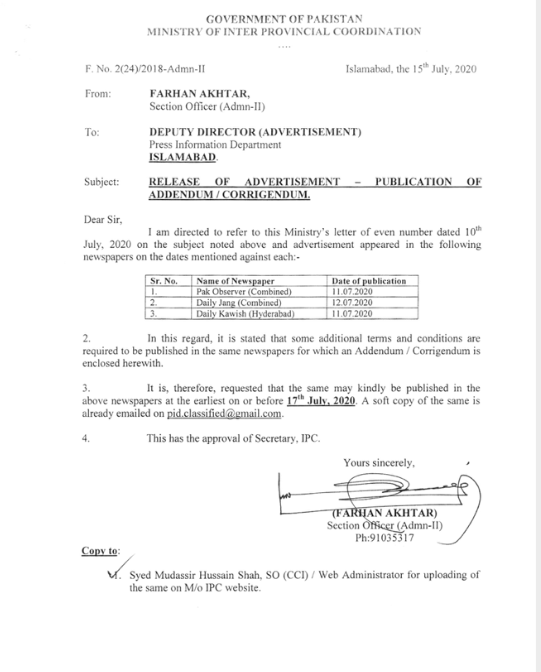 GOVERNMENT OF PAKISTAN
MINISTRY OF INTER PROVINCIAL COORDINATION
....
F. No. 2(24)/2018-Admn-II Islamabad, the 15th July, 2020
From: FARHAN AKHTAR,
Section Officer (Admn-II)
To: DEPUTY DIRECTOR (ADVERTISEMENT)
Press Information Department
ISLAMABAD.
Subject: RELEASE OF ADVERTISEMENT – PUBLICATION OF
ADDENDUM / CORRIGENDUM.
Dear Sir,
I am directed to refer to this Ministry's letter of even number dated 10th
July, 2020 on the subject noted above and advertisement appeared in the following
newspapers on the dates mentioned against each:-
Sr. No. Name of Newspaper Date of publication
1. Pak Observer (Combined) 11.07.2020
2. Daily Jang (Combined) 12.07.2020
3. Daily Kawish (Hyderabad) 11.07.2020
2. In this regard, it is stated that some additional terms and conditions are
required to be published in the same newspapers for which an Addendum / Corrigendum is
enclosed herewith.
3. It is, therefore, requested that the same may kindly be published in the
above newspapers at the earliest on or before 17th July, 2020. A soft copy of the same is
already emailed on pid.classified@gmail.com.
4. This has the approval of Secretary, IPC.
Yours sincerely,
(FARHAN AKHTAR)
Section Officer (Admn-II)
Ph:91035317
Copy to:
Syed Mudassir Hussain Shah, SO (CCI) / Web Administrator for uploading of
the same on M/o IPC website.